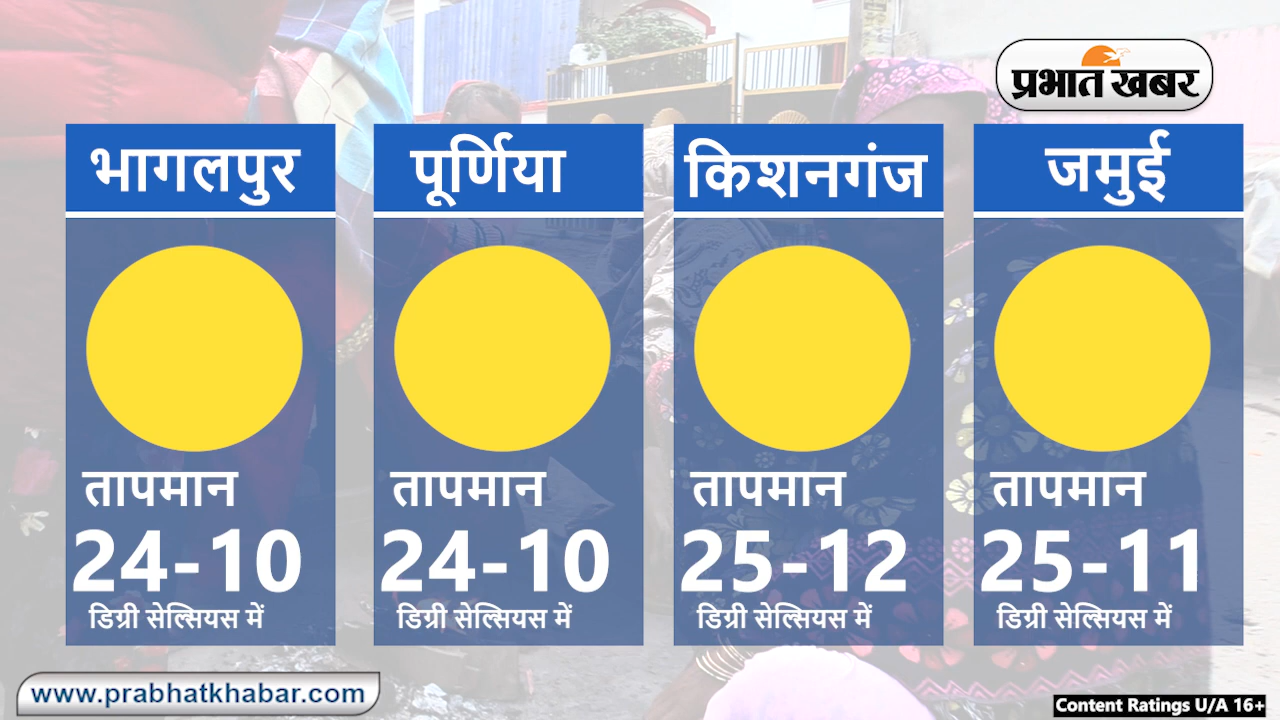 प्रभात खबर
भागलपुर
तापमान
24-10
डिग्री सेल्सियस में
पूर्णिया
तापमान
24-10
डिग्री सेल्सियस में
किशनगंज
तापमान
25-12
डिग्री सेल्सियस में
जमुई
तापमान
25-11
डिग्री सेल्सियस में
www.prabhatkhabar.com
Content Ratings U/A 16+